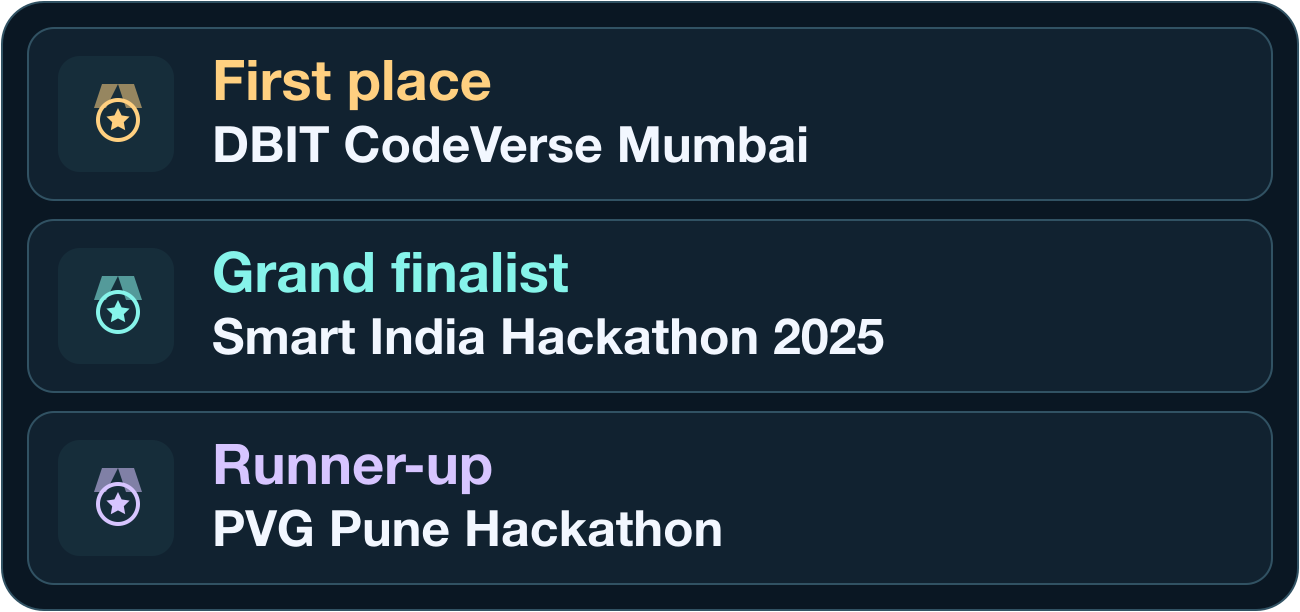 First place
DBIT CodeVerse Mumbai
Grand finalist
Smart India Hackathon 2025
Runner-up
PVG Pune Hackathon